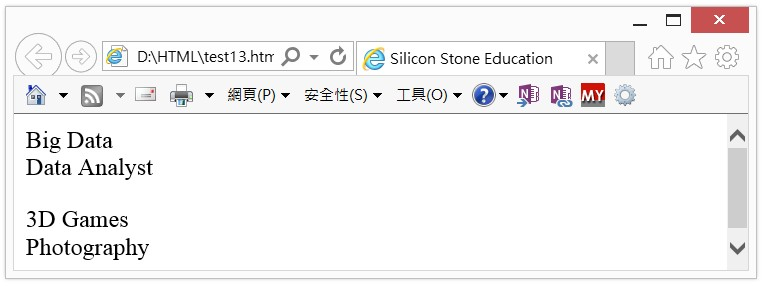 D:\HTML\test13.htm
Silicon Stone Education
網頁(P)
安全性(S)
工具(O)
MY
Big Data
Data Analyst
3D Games
Photography